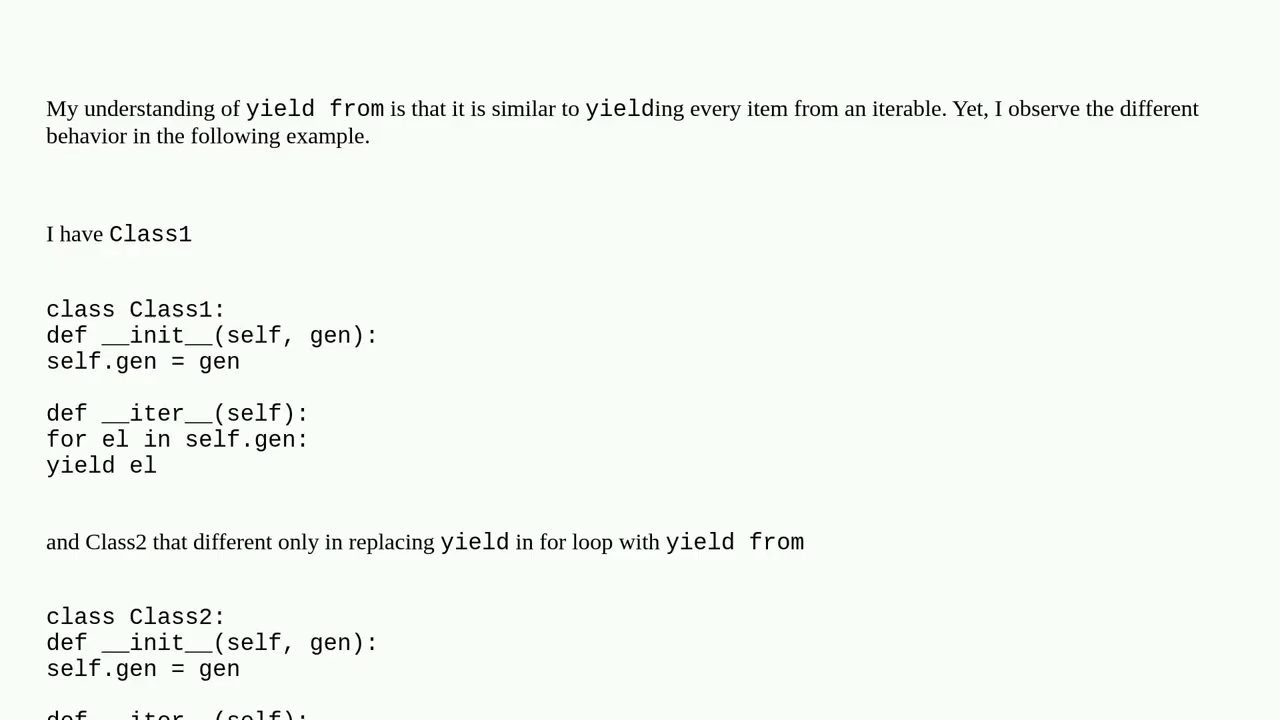 My understanding of yield from is that it is similar to yielding every item from an iterable. Yet, I observe the different
behavior in the following example.
I have Class1
class Class1:
def __init__(self, gen):
self.gen = gen
def __iter__(self):
for el in self.gen:
yield el
and Class2 that different only in replacing yield in for loop with yield from
class Class2:
def __init__(self, gen):
self.gen = gen
def __iter__(self):